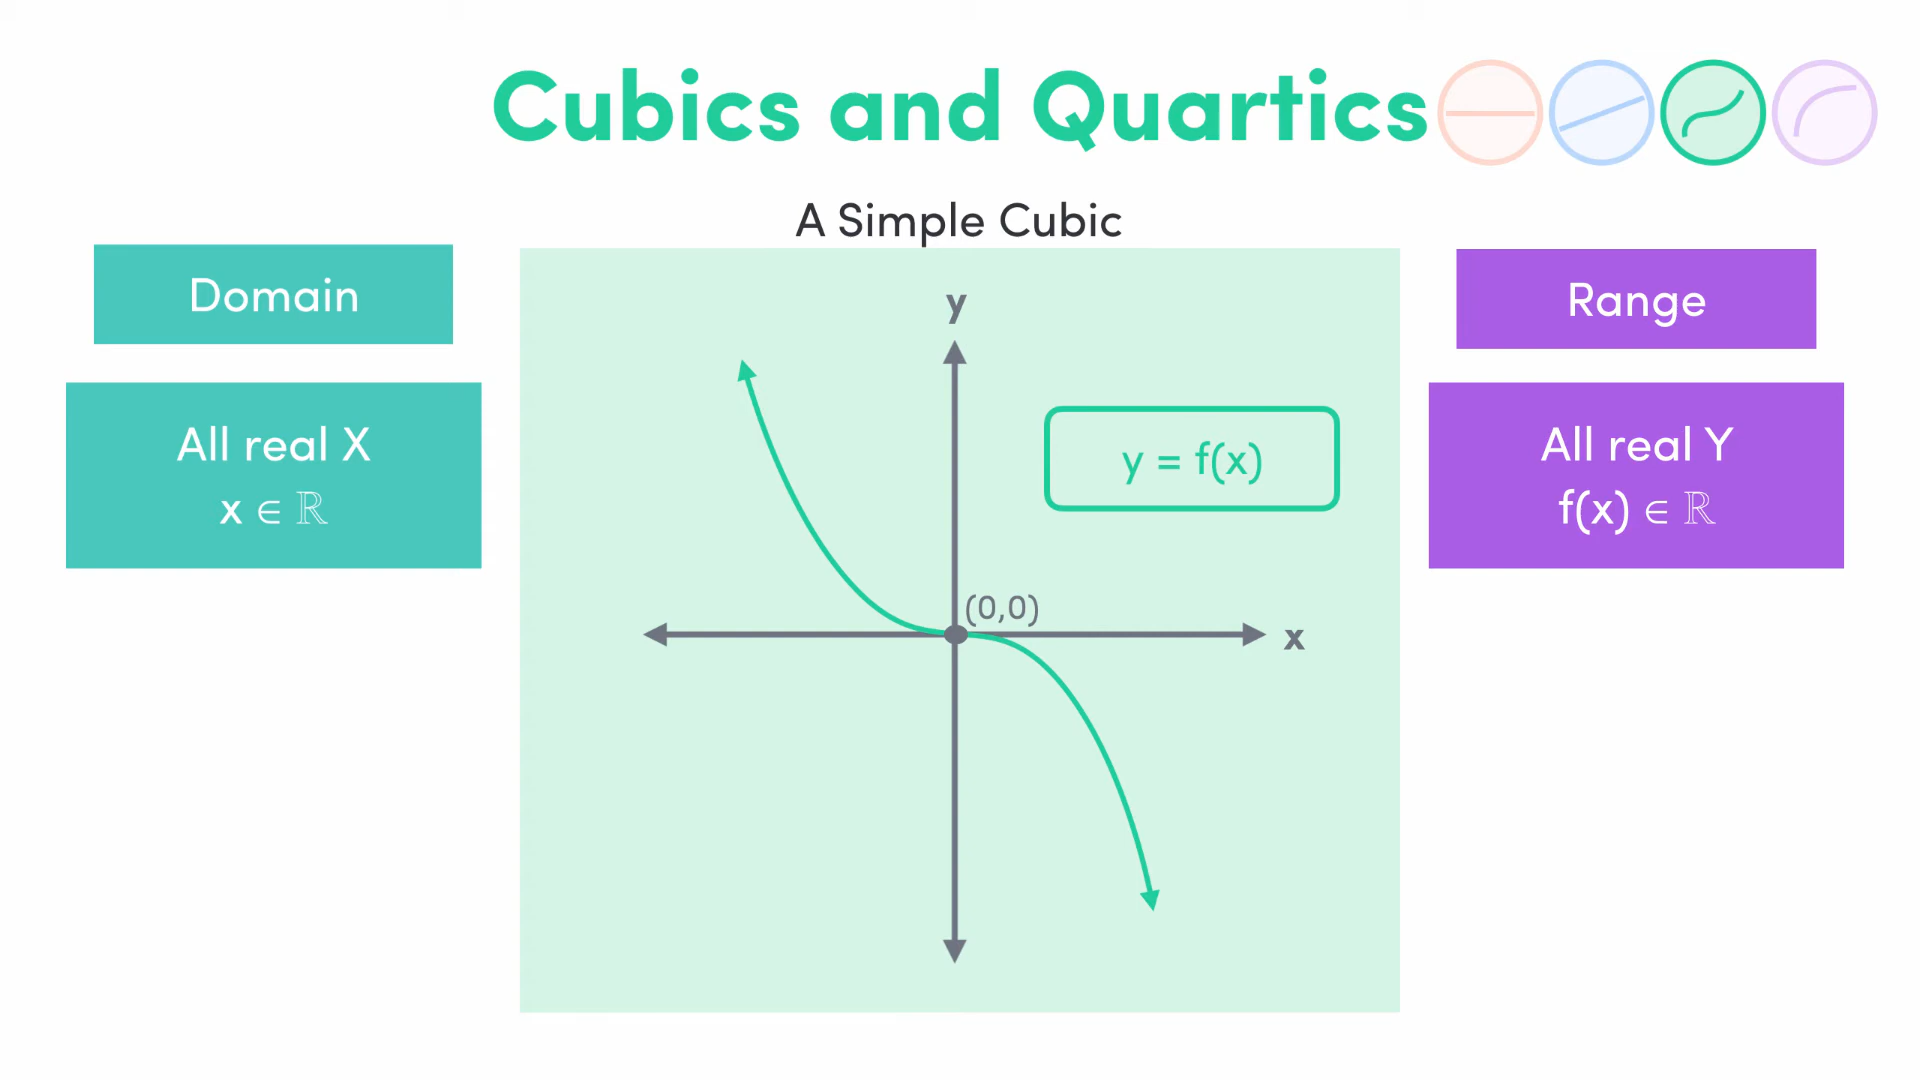 Cubics and Quartics
A Simple Cubic
Domain
All real X
x ∈ ℝ
y
y = f(x)
(0,0)
x
Range
All real Y
f(x) ∈ ℝ